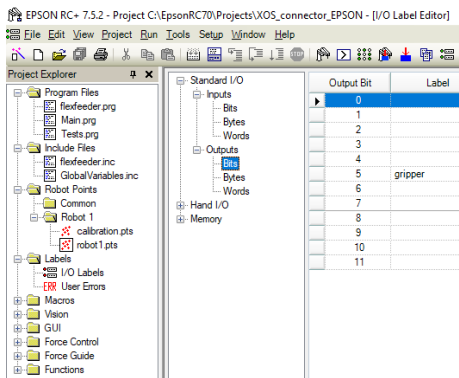 EPSON RC+ 7.5.2 - Project C:\EpsonRC70\Projects\XOS_connector_EPSON - [I/O Label Editor]
File Edit View Project Run Tools Setup Window Help
Project Explorer
Program Files
flexfeeder.prg
Main.prg
Tests.prg
Include Files
flexfeeder.inc
GlobalVariables.inc
Robot Points
Common
Robot 1
calibration.pts
robot1.pts
Labels
I/O Labels
ERR User Errors
Macros
Vision
GUI
Force Control
Force Guide
Functions
Standard I/O
Inputs
Bits
Bytes
Words
Outputs
Bits
Bytes
Words
Hand I/O
Memory
Output Bit Label
0
1
2
3
4
5 gripper
6
7
8
9
10
11